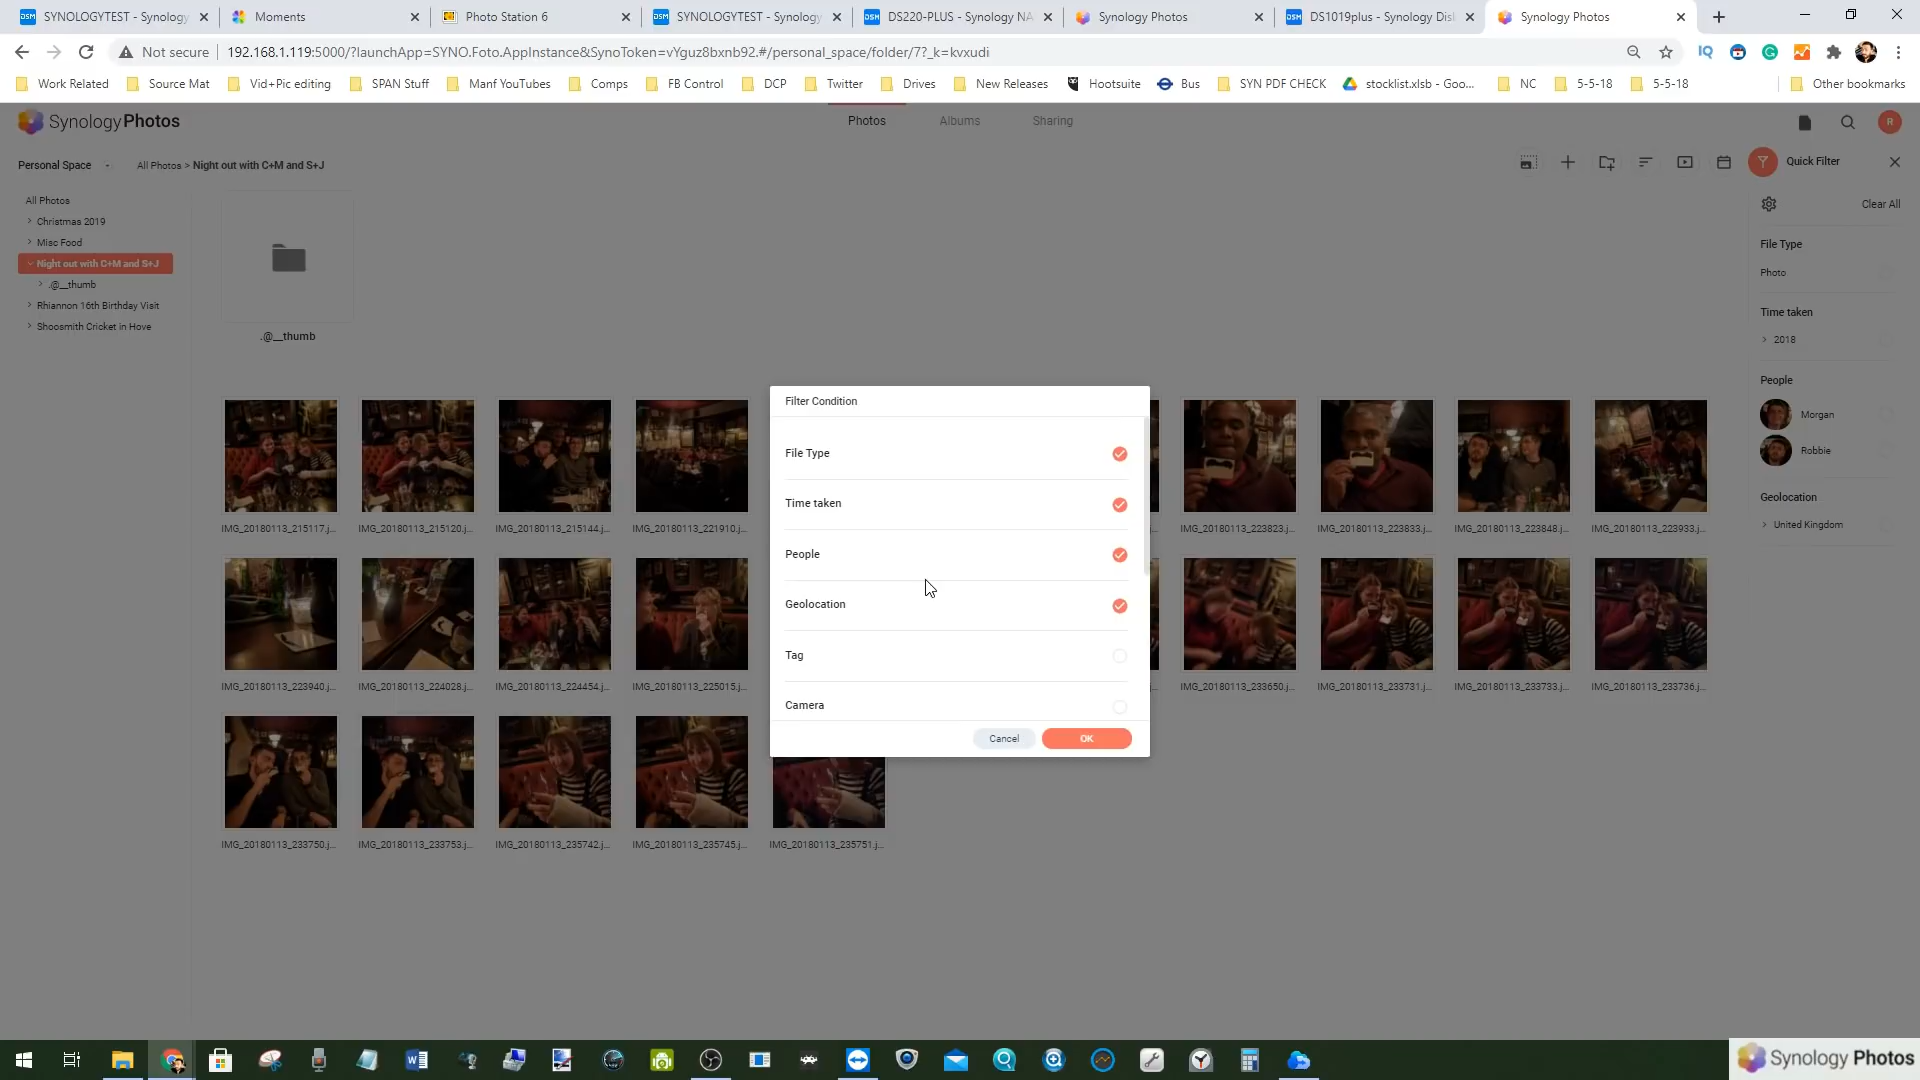 SYNOLOGYTEST - Synology
Moments
Photo Station 6
SYNOLOGYTEST - Synology
DS220-PLUS - Synology NA
Synology Photos
DS1019plus - Synology Dis
Synology Photos
Not secure
192.168.1.119:5000/?launchApp=SYNO.Foto.AppInstance&SynoToken=vYguz8bxnb92.#/personal_space/folder/7?_k=kvxudi
Work Related
Source Mat
Vid+Pic editing
SPAN Stuff
Manf YouTubes
Comps
FB Control
DCP
Twitter
Drives
New Releases
Hootsuite
Bus
SYN PDF CHECK
stocklist.xlsb - Goo...
NC
5-5-18
5-5-18
Other bookmarks
SynologyPhotos
Photos
Albums
Sharing
R
Personal Space
All Photos > Night out with C+M and S+J
Quick Filter
All Photos
Christmas 2019
Misc Food
Night out with C+M and S+J
.@__thumb
Rhiannon 16th Birthday Visit
Shoosmith Cricket in Hove
.@__thumb
Clear All
File Type
Photo
Time taken
2018
People
Morgan
Robbie
Geolocation
United Kingdom
Filter Condition
File Type
Time taken
People
Geolocation
Tag
Camera
Cancel
OK
IMG_20180113_215117.j...
IMG_20180113_215120.j...
IMG_20180113_215144.j...
IMG_20180113_221910.j...
IMG_20180113_223823.j...
IMG_20180113_223833.j...
IMG_20180113_223848.j...
IMG_20180113_223933.j...
IMG_20180113_223940.j...
IMG_20180113_224028.j...
IMG_20180113_224454.j...
IMG_20180113_225015.j...
IMG_20180113_233650.j...
IMG_20180113_233731.j...
IMG_20180113_233733.j...
IMG_20180113_233736.j...
IMG_20180113_233750.j...
IMG_20180113_233753.j...
IMG_20180113_235742.j...
IMG_20180113_235745.j...
IMG_20180113_235751.j...
Synology Photos